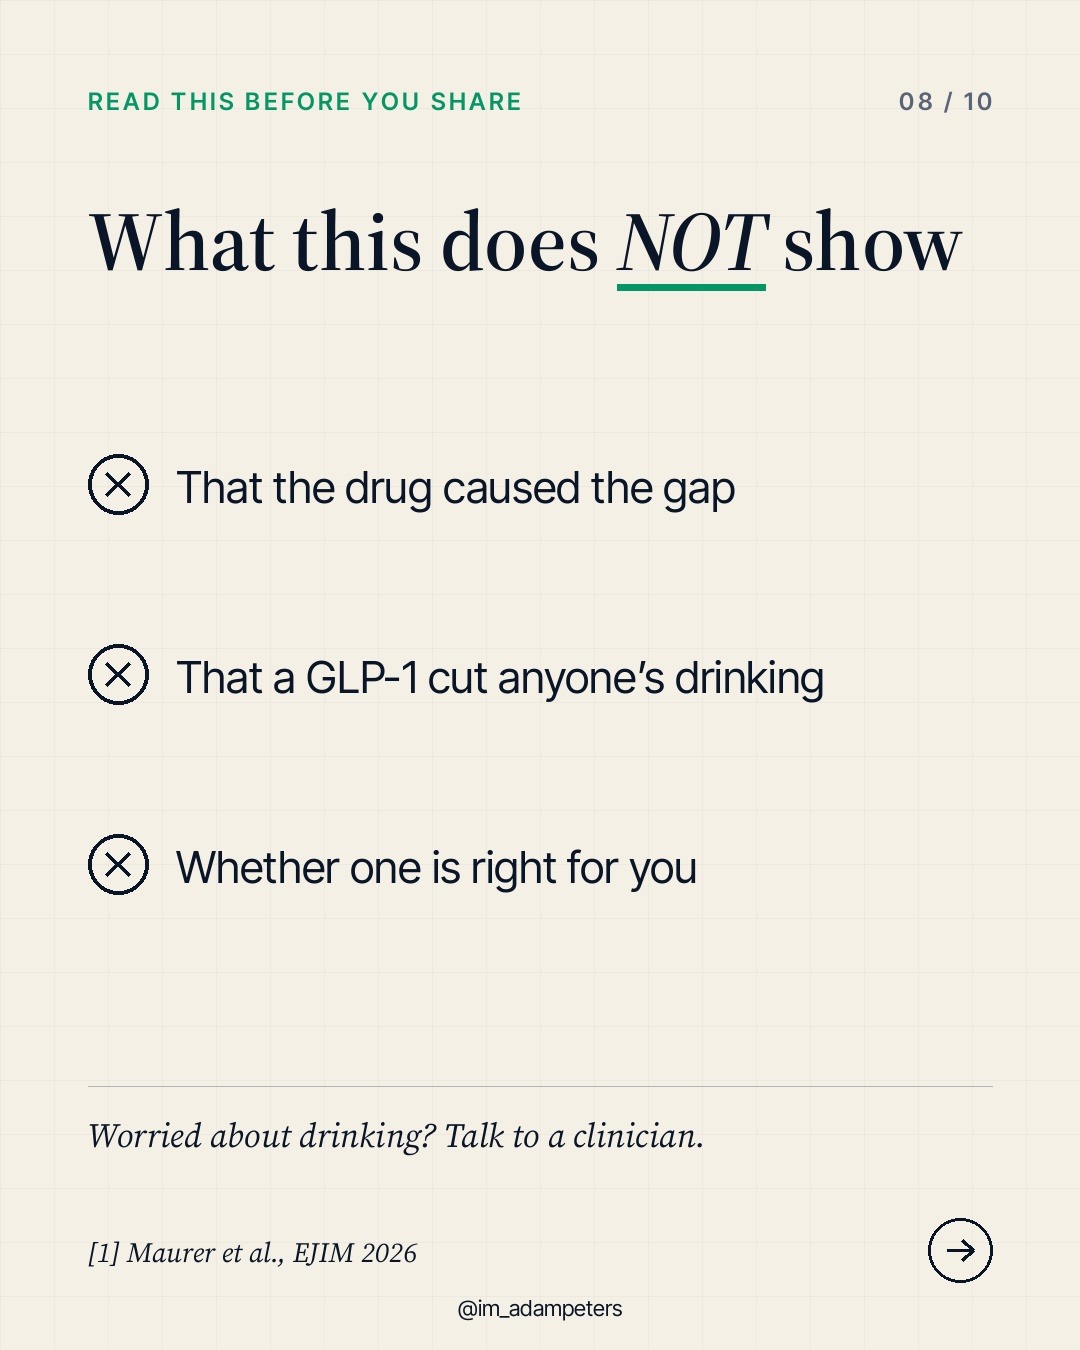 READ THIS BEFORE YOU SHARE
08 / 10
What this does NOT show
That the drug caused the gap
That a GLP-1 cut anyone’s drinking
Whether one is right for you
Worried about drinking? Talk to a clinician.
[1] Maurer et al., EJIM 2026
@im_adampeters